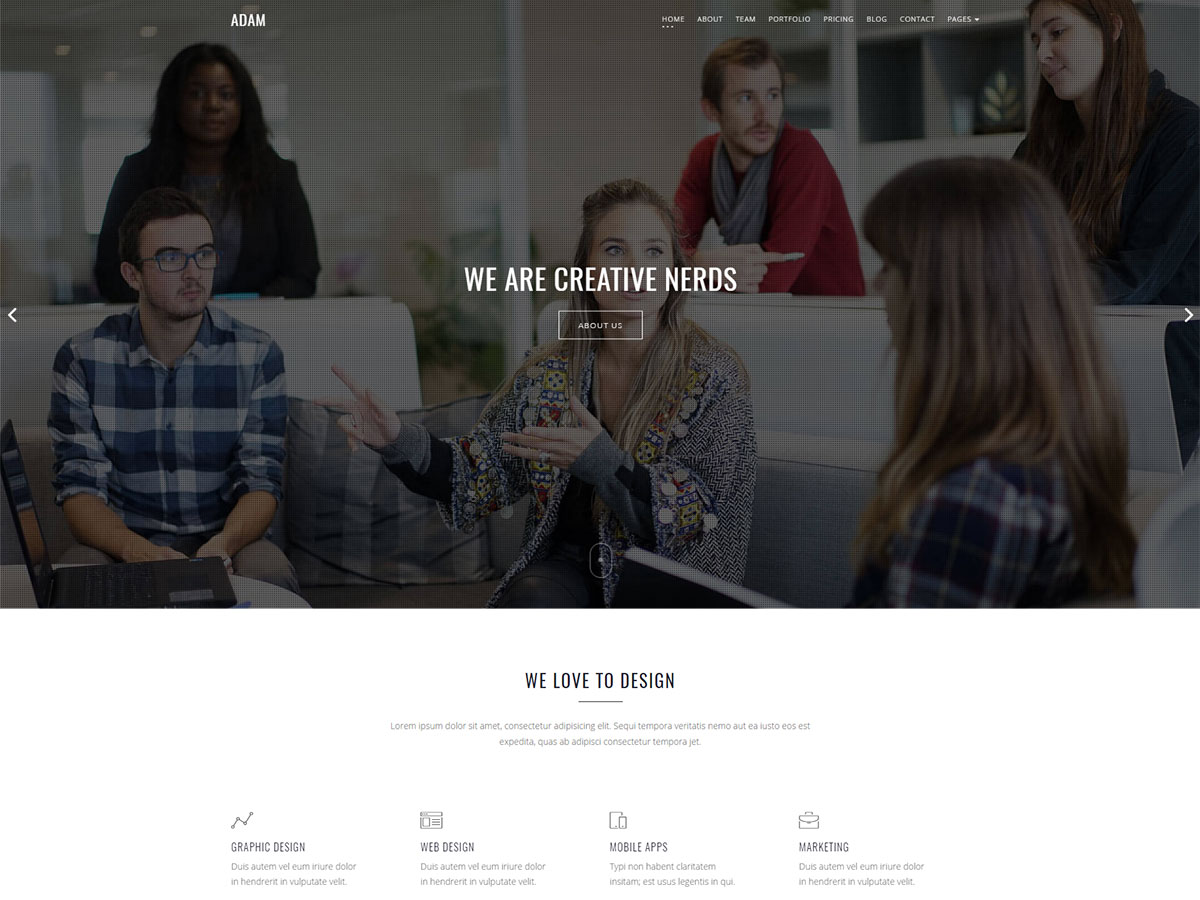 ADAM
HOME ABOUT TEAM PORTFOLIO PRICING BLOG CONTACT PAGES
WE ARE CREATIVE NERDS
ABOUT US
WE LOVE TO DESIGN
Lorem ipsum dolor sit amet, consectetur adipisicing elit. Sequi tempora veritatis nemo aut ea iusto eos est
expedita, quas ab adipisci consectetur tempora jet.
GRAPHIC DESIGN
Duis autem vel eum iriure dolor
in hendrerit in vulputate velit.
WEB DESIGN
Duis autem vel eum iriure dolor
in hendrerit in vulputate velit.
MOBILE APPS
Typi non habent claritatem
insitam; est usus legentis in qui.
MARKETING
Duis autem vel eum iriure dolor
in hendrerit in vulputate velit.